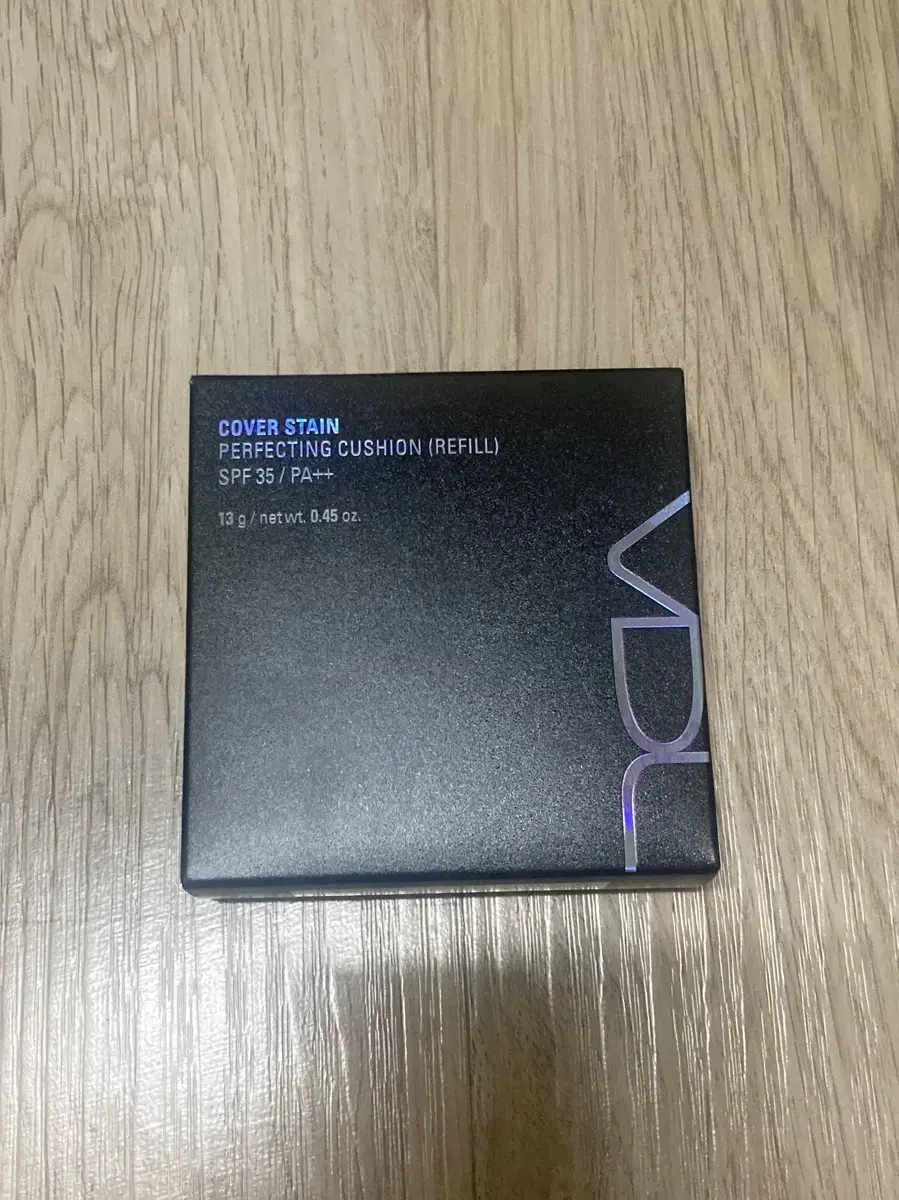 COVER STAIN
PERFECTING CUSHION (REFILL)
SPF 35 / PA++
13 g / net wt. 0.45 oz.
VDL